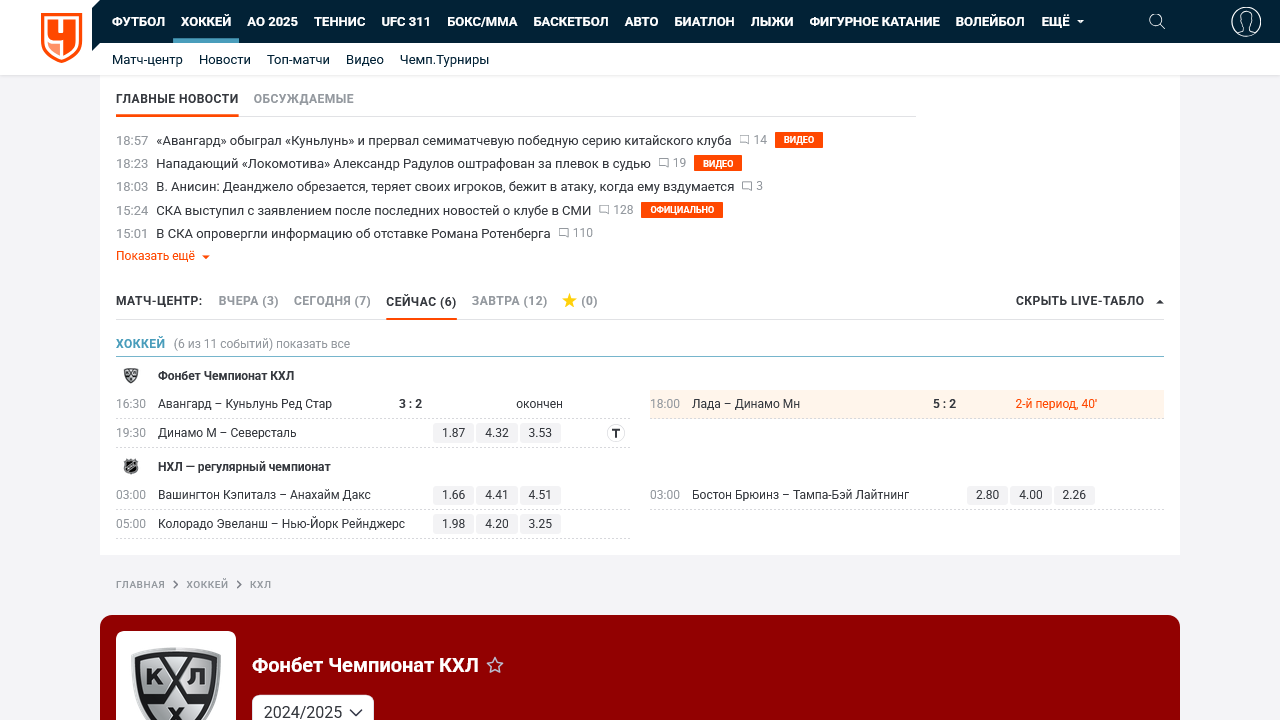 ФУТБОЛ ХОККЕЙ АО 2025 ТЕННИС UFC 311 БОКС/ММА БАСКЕТБОЛ АВТО БИАТЛОН ЛЫЖИ ФИГУРНОЕ КАТАНИЕ ВОЛЕЙБОЛ ЕЩЁ
Матч-центр Новости Топ-матчи Видео Чемп.Турниры
ГЛАВНЫЕ НОВОСТИ ОБСУЖДАЕМЫЕ
18:57 «Авангард» обыграл «Куньлунь» и прервал семиматчевую победную серию китайского клуба 14 ВИДЕО
18:23 Нападающий «Локомотива» Александр Радулов оштрафован за плевок в судью 19 ВИДЕО
18:03 В. Анисин: Деанджело обрезается, теряет своих игроков, бежит в атаку, когда ему вздумается 3
15:24 СКА выступил с заявлением после последних новостей о клубе в СМИ 128 ОФИЦИАЛЬНО
15:01 В СКА опровергли информацию об отставке Романа Ротенберга 110
Показать ещё
МАТЧ-ЦЕНТР: ВЧЕРА (3) СЕГОДНЯ (7) СЕЙЧАС (6) ЗАВТРА (12) (0) СКРЫТЬ LIVE-ТАБЛО
ХОККЕЙ (6 из 11 событий) показать все
Фонбет Чемпионат КХЛ
16:30 Авангард – Куньлунь Ред Стар 3 : 2 окончен
18:00 Лада – Динамо Мн 5 : 2 2-й период, 40'
19:30 Динамо М – Северсталь 1.87 4.32 3.53 Т
НХЛ — регулярный чемпионат
03:00 Вашингтон Кэпиталз – Анахайм Дакс 1.66 4.41 4.51
03:00 Бостон Брюинз – Тампа-Бэй Лайтнинг 2.80 4.00 2.26
05:00 Колорадо Эвеланш – Нью-Йорк Рейнджерс 1.98 4.20 3.25
ГЛАВНАЯ ХОККЕЙ КХЛ
КХЛ
Х
Фонбет Чемпионат КХЛ
2024/2025